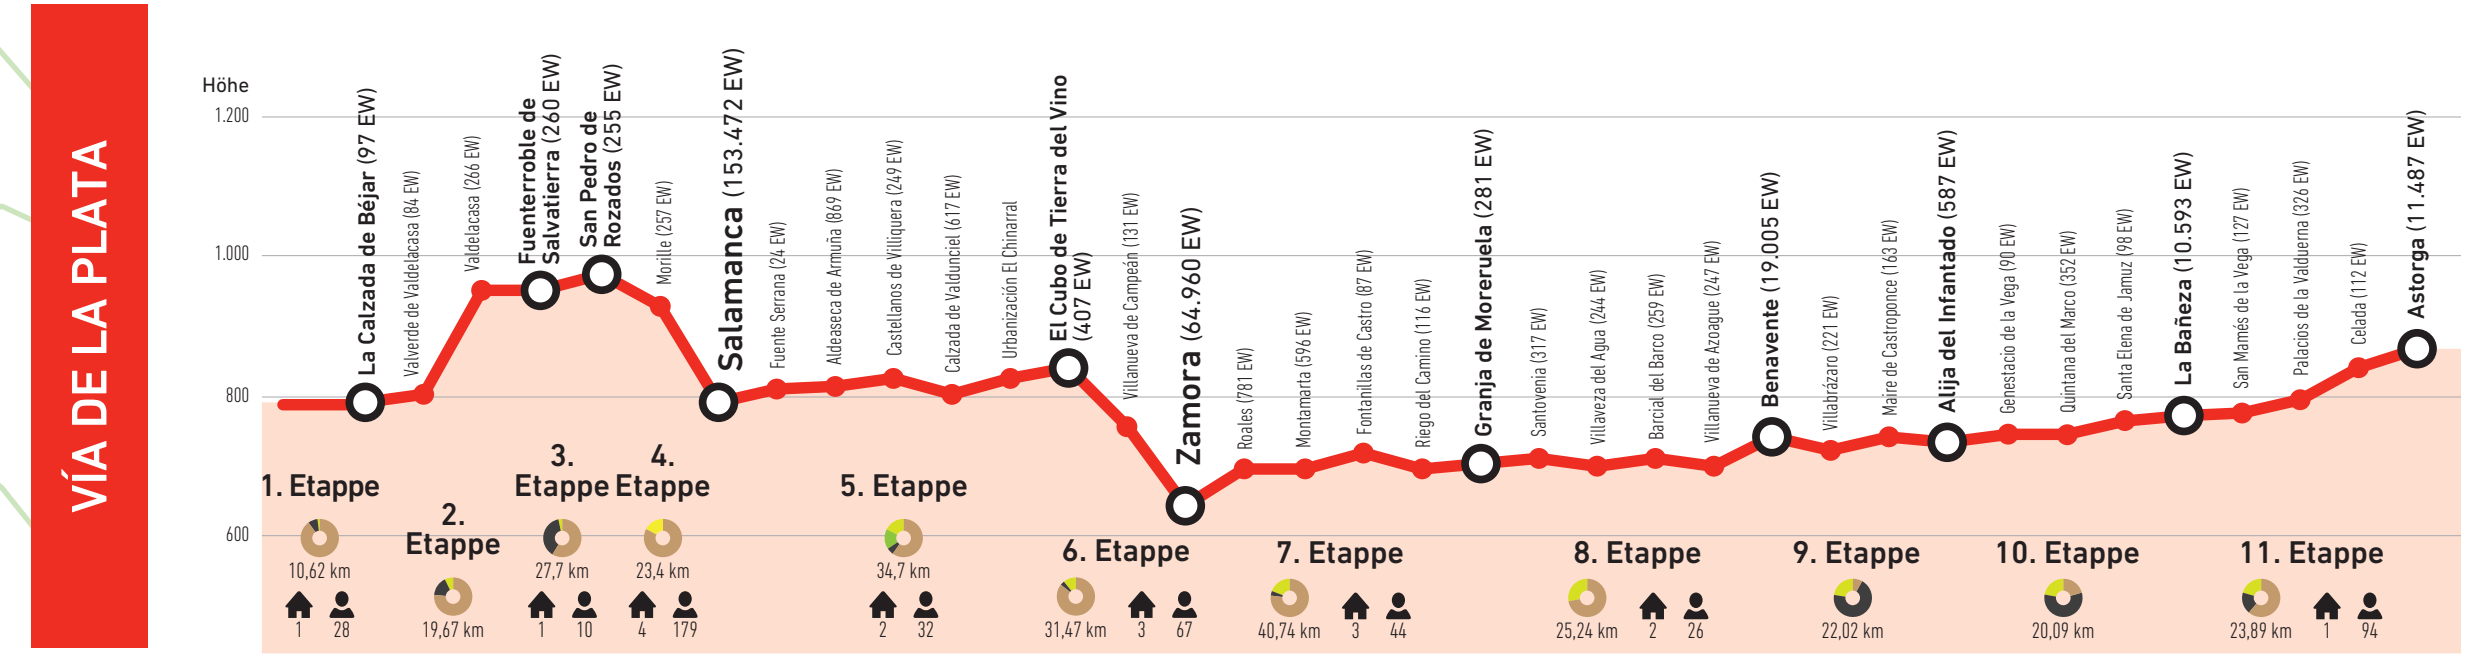 VÍA DE LA PLATA
Höhe
1.200
1.000
800
600
La Calzada de Béjar (97 EW)
Valverde de Valdelacasa (84 EW)
Valdelacasa (266 EW)
Fuenterroble de
Salvatierra (260 EW)
San Pedro de
Rozados (255 EW)
Morille (257 EW)
Salamanca (153.472 EW)
Fuente Serrana (24 EW)
Aldeaseca de Armuña (869 EW)
Castellanos de Villiquera (249 EW)
Calzada de Valdunciel (617 EW)
Urbanización El Chinarral
El Cubo de Tierra del Vino
(407 EW)
Villanueva de Campeán (131 EW)
Zamora (64.960 EW)
Roales (781 EW)
Montamarta (596 EW)
Fontanillas de Castro (87 EW)
Riego del Camino (116 EW)
Granja de Moreruela (281 EW)
Santovenia (317 EW)
Villaveza del Agua (244 EW)
Barcial del Barco (259 EW)
Villanueva de Azoague (247 EW)
Benavente (19.005 EW)
Villabrázaro (221 EW)
Maire de Castroponce (163 EW)
Alija del Infantado (587 EW)
Genestacio de la Vega (90 EW)
Quintana del Marco (352 EW)
Santa Elena de Jamuz (98 EW)
La Bañeza (10.593 EW)
San Mamés de la Vega (127 EW)
Palacios de la Valduerna (326 EW)
Celada (112 EW)
Astorga (11.487 EW)
1. Etappe
10,62 km
1 28
2.
Etappe
19,67 km
3.
Etappe
27,7 km
1 10
4.
Etappe
23,4 km
4 179
5. Etappe
34,7 km
2 32
6. Etappe
31,47 km 3 67
7. Etappe
40,74 km 3 44
8. Etappe
25,24 km 2 26
9. Etappe
22,02 km
10. Etappe
20,09 km
11. Etappe
23,89 km 1 94